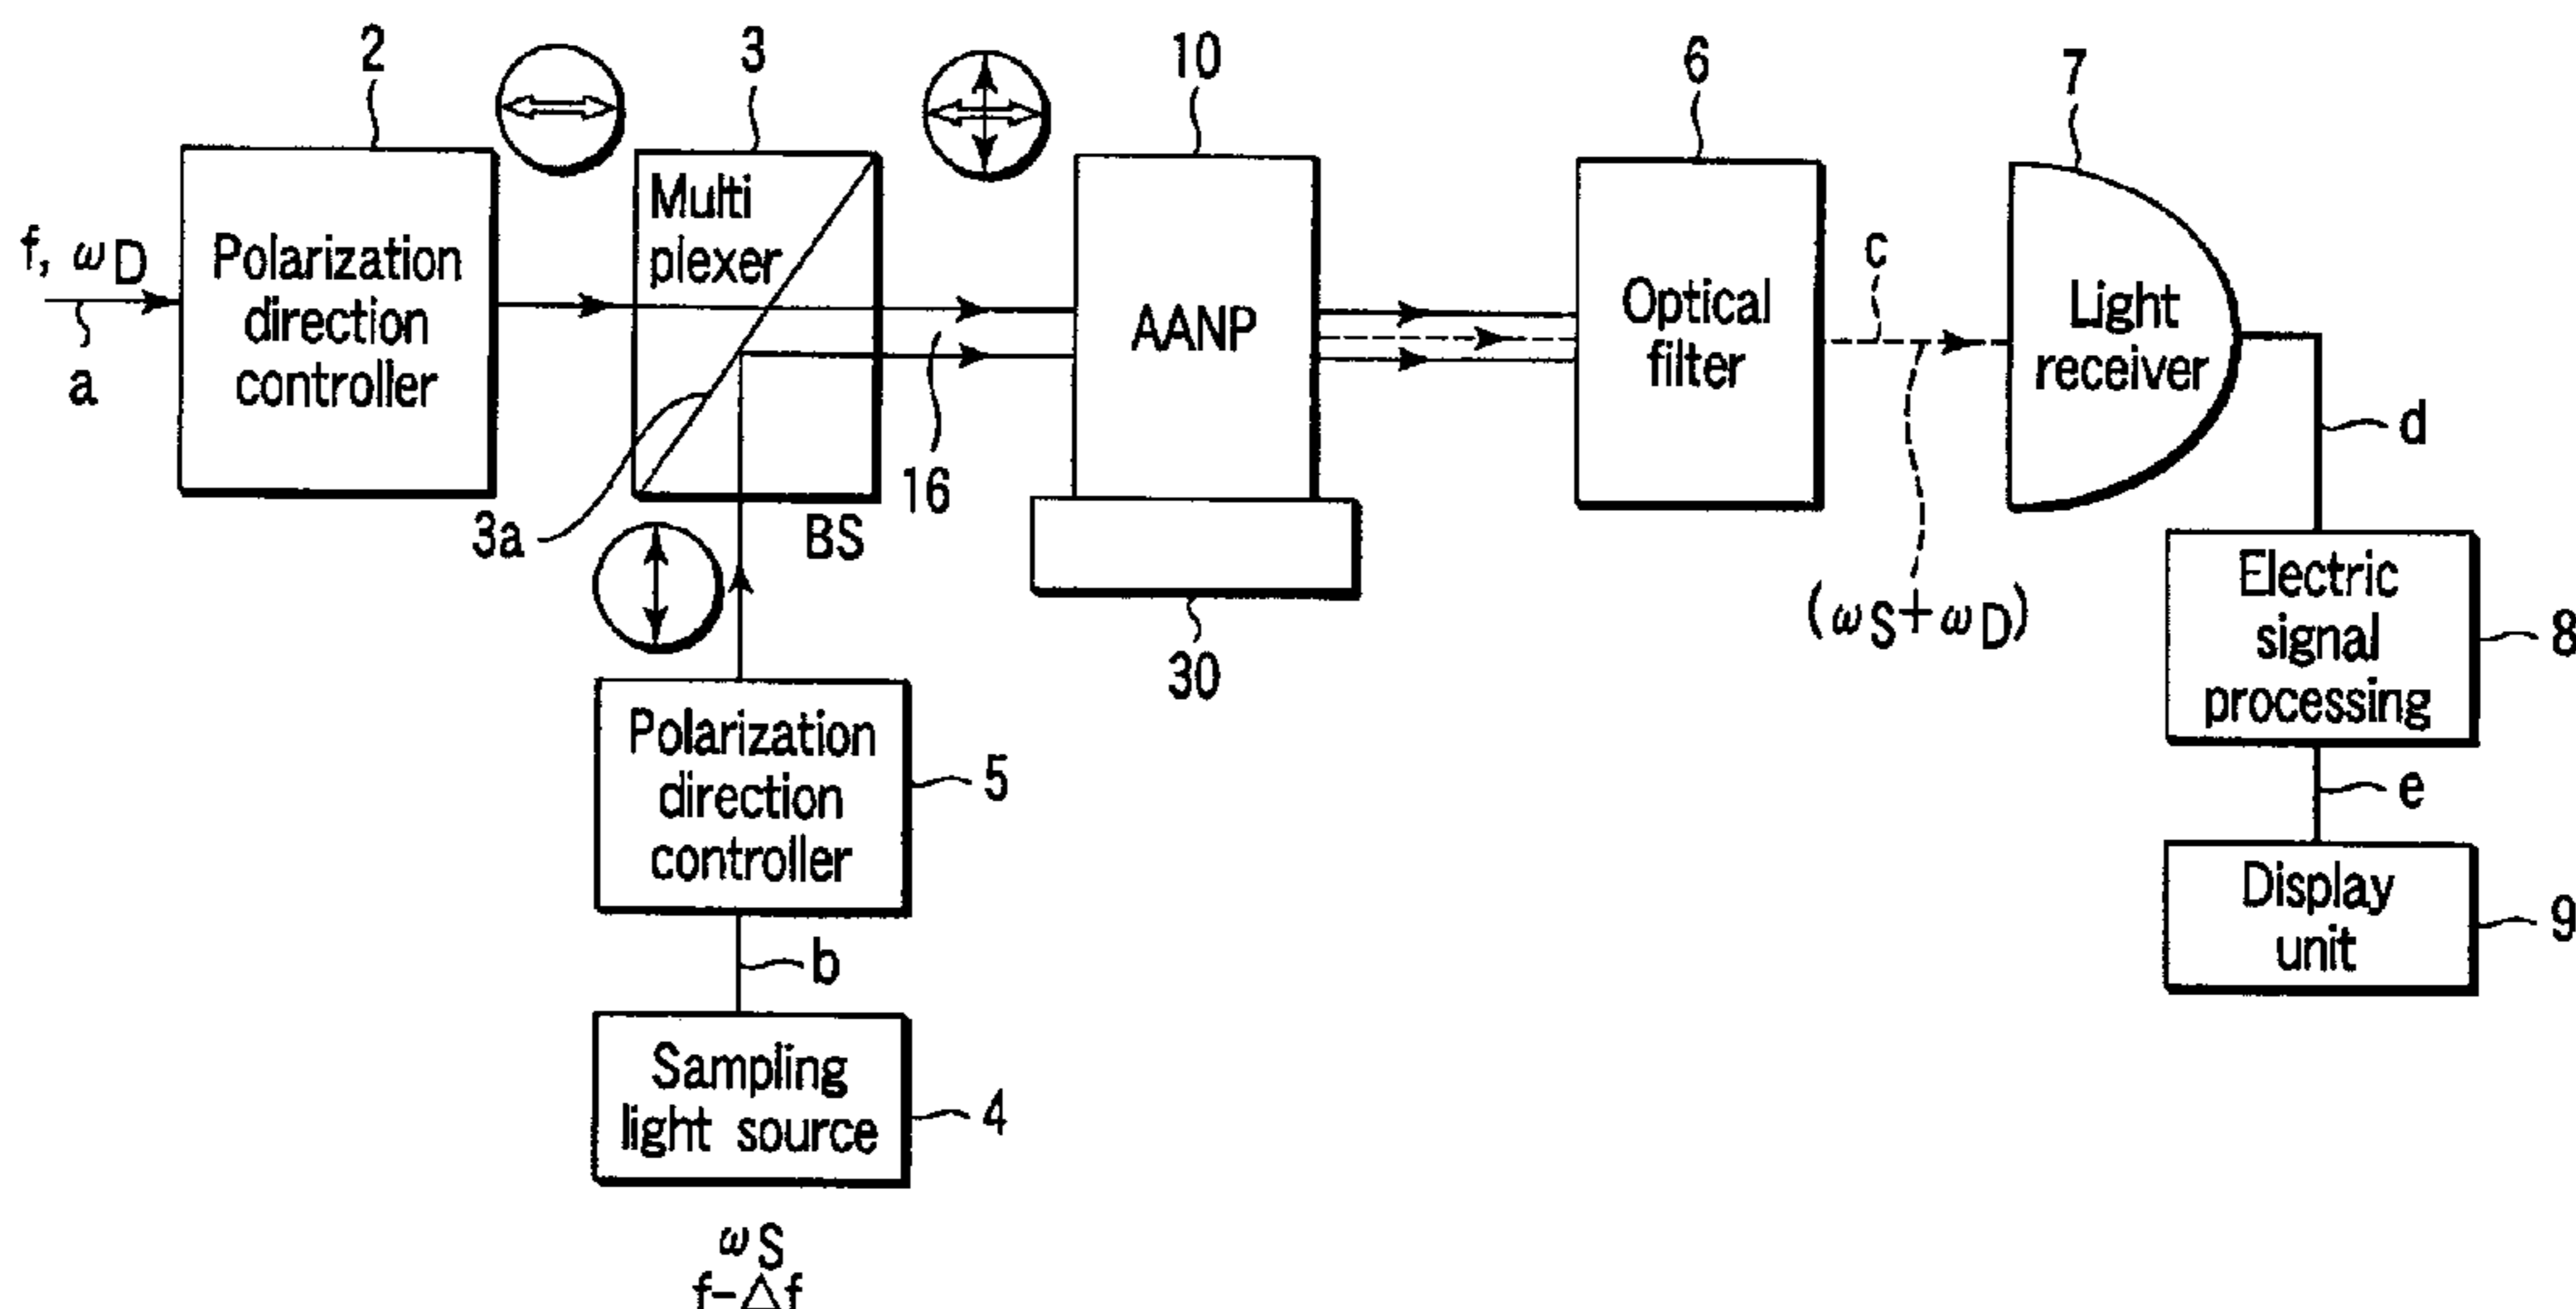 2
3
10
6
7
f, ωD
a
Polarization
direction
controller
Multi
plexer
AANP
Optical
filter
c
Light
receiver
d
16
3a
BS
(ωS+ωD)
30
Electric
signal
processing
8
Polarization
direction
controller
5
e
b
Display
unit
9
Sampling
light source
4
ωS
f-△f